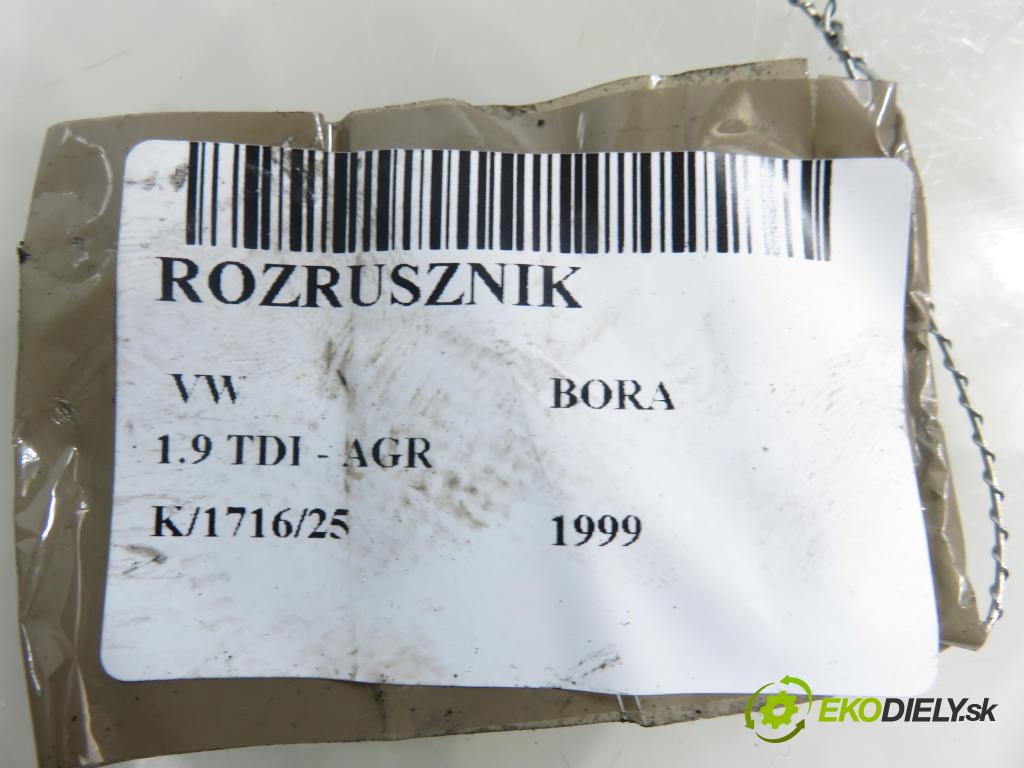 ROZRUSZNIK
VW BORA
1.9 TDI - AGR
K/1716/25 1999
EKODIELY.sk